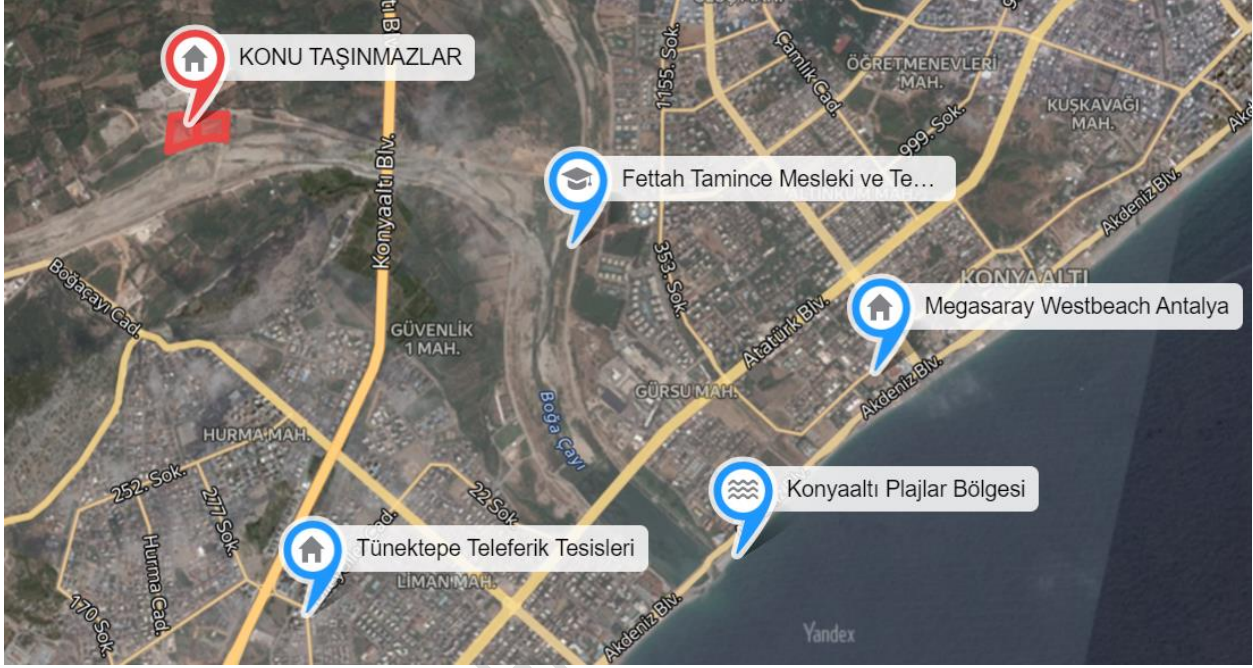 KONU TAŞINMAZLAR
Konyaaltı Blv.
1155. Sok.
Çamlık Cad.
ÖĞRETMENEVLERİ
MAH.
KUŞKAVAĞI
MAH.
999. Sok.
Fettah Tamince Mesleki ve Te…
Akdeniz Blv.
353. Sok.
KONYAALTI
Boğaçayı Cad.
Megasaray Westbeach Antalya
GÜVENLİK
1 MAH.
Atatürk Blv.
GÜRSU MAH.
Akdeniz Blv.
Boğa Çayı
HURMA MAH.
252. Sok.
277 Sok.
22 Sok.
Konyaaltı Plajlar Bölgesi
Hurma Cad.
Tünektepe Teleferik Tesisleri
LİMAN MAH.
170 Sok.
Akdeniz Blv.
Yandex